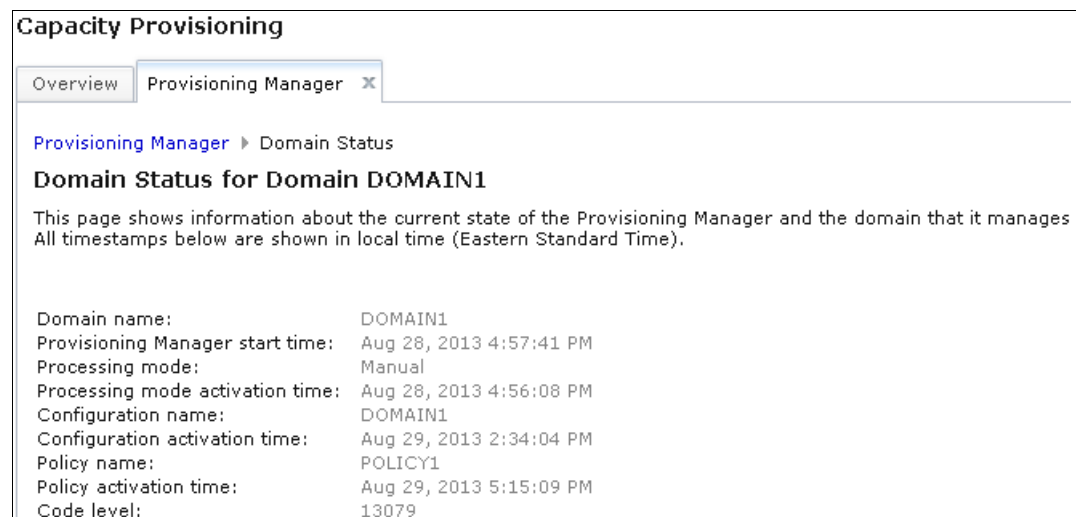 Capacity Provisioning
Overview Provisioning Manager X
Provisioning Manager Domain Status
Domain Status for Domain DOMAIN1
This page shows information about the current state of the Provisioning Manager and the domain that it manages
All timestamps below are shown in local time (Eastern Standard Time).
Domain name: DOMAIN1
Provisioning Manager start time: Aug 28, 2013 4:57:41 PM
Processing mode: Manual
Processing mode activation time: Aug 28, 2013 4:56:08 PM
Configuration name: DOMAIN1
Configuration activation time: Aug 29, 2013 2:34:04 PM
Policy name: POLICY1
Policy activation time: Aug 29, 2013 5:15:09 PM
Code level: 13079